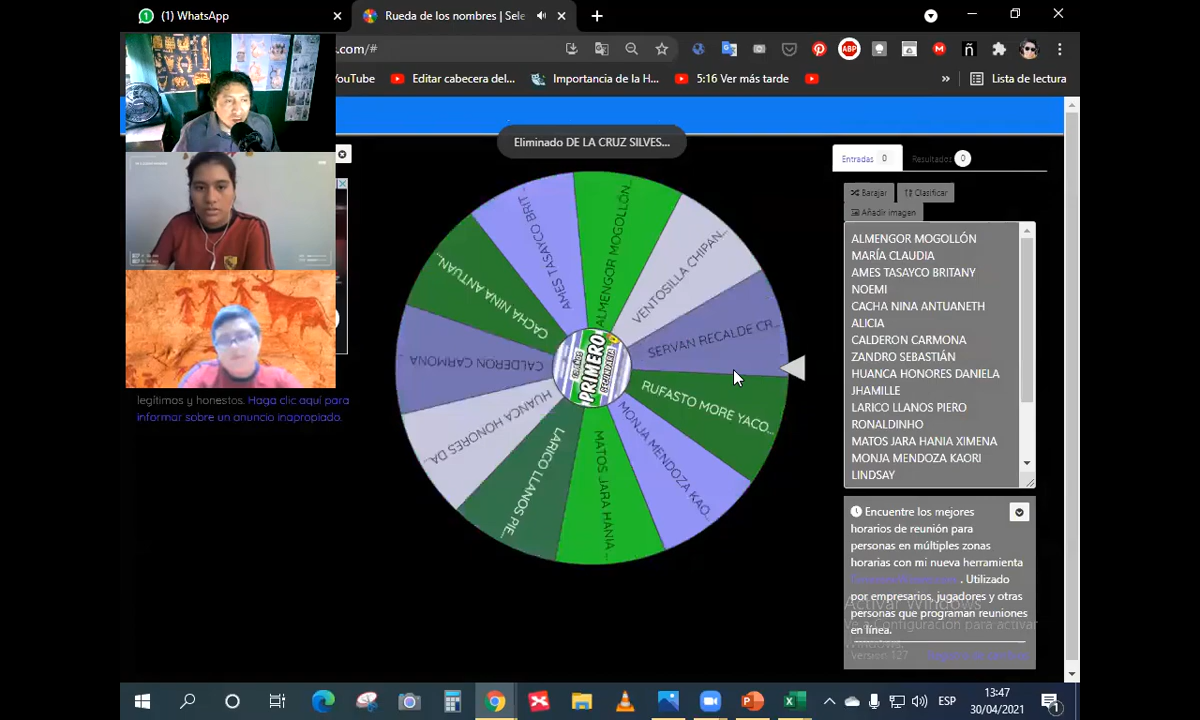 (1) WhatsApp
Rueda de los nombres | Sele
.com/#
YouTube
Editar cabecera del...
Importancia de la H...
5:16 Ver más tarde
»
Lista de lectura
Eliminado DE LA CRUZ SILVES...
Entradas 0
Resultados 0
Barajar
Clasificar
Añadir imagen
ALMENGOR MOGOLLÓN
MARÍA CLAUDIA
AMES TASAYCO BRITANY
NOEMI
CACHA NINA ANTUANETH
ALICIA
CALDERON CARMONA
ZANDRO SEBASTIÁN
HUANCA HONORES DANIELA
JHAMILLE
LARICO LLANOS PIERO
RONALDINHO
MATOS JARA HANIA XIMENA
MONJA MENDOZA KAORI
LINDSAY
ALMENGOR MOGOLLÓN...
VENTOSILLA CHIPAN...
SERVAN RECALDE CR...
RUFASTO MORE YACO...
MONJA MENDOZA KAO...
MATOS JARA HANIA ...
LARICO LLANOS PIE...
HUANCA HONORES DA...
CALDERON CARMONA ...
CACHA NINA ANTUAN...
AMES TASAYCO BRIT...
PRIMERO
SECUNDARIA
legítimos y honestos. Haga clic aquí para
informar sobre un anuncio inapropiado.
Encuentre los mejores
horarios de reunión para
personas en múltiples zonas
horarias con mi nueva herramienta
. Utilizado
por empresarios, jugadores y otras
personas que programan reuniones
en línea.
Activar Windows
Ve a Configuración para activar
Windows.
Versión 127
ESP
13:47
30/04/2021